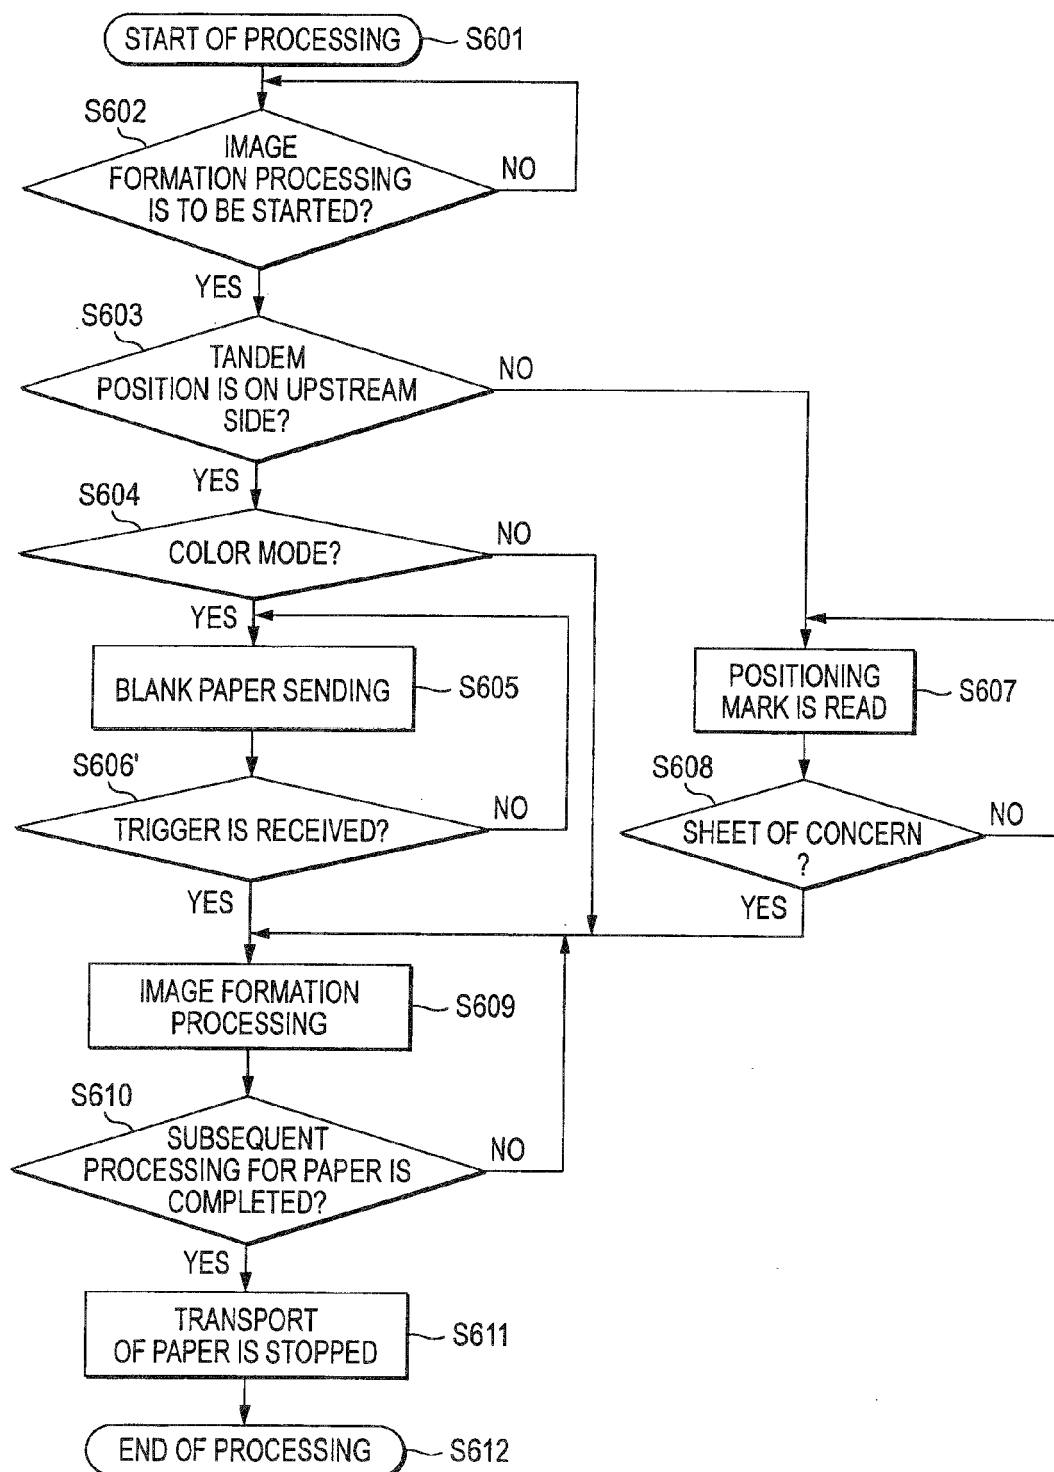 START OF PROCESSING
S601
S602
IMAGE
FORMATION PROCESSING
IS TO BE STARTED?
NO
YES
S603
TANDEM
POSITION IS ON UPSTREAM
SIDE?
NO
YES
S604
COLOR MODE?
NO
YES
BLANK PAPER SENDING
S605
POSITIONING
MARK IS READ
S607
S606'
TRIGGER IS RECEIVED?
NO
YES
S608
SHEET OF CONCERN
?
NO
YES
IMAGE FORMATION
PROCESSING
S609
S610
SUBSEQUENT
PROCESSING FOR PAPER IS
COMPLETED?
NO
YES
TRANSPORT
OF PAPER IS STOPPED
S611
END OF PROCESSING
S612